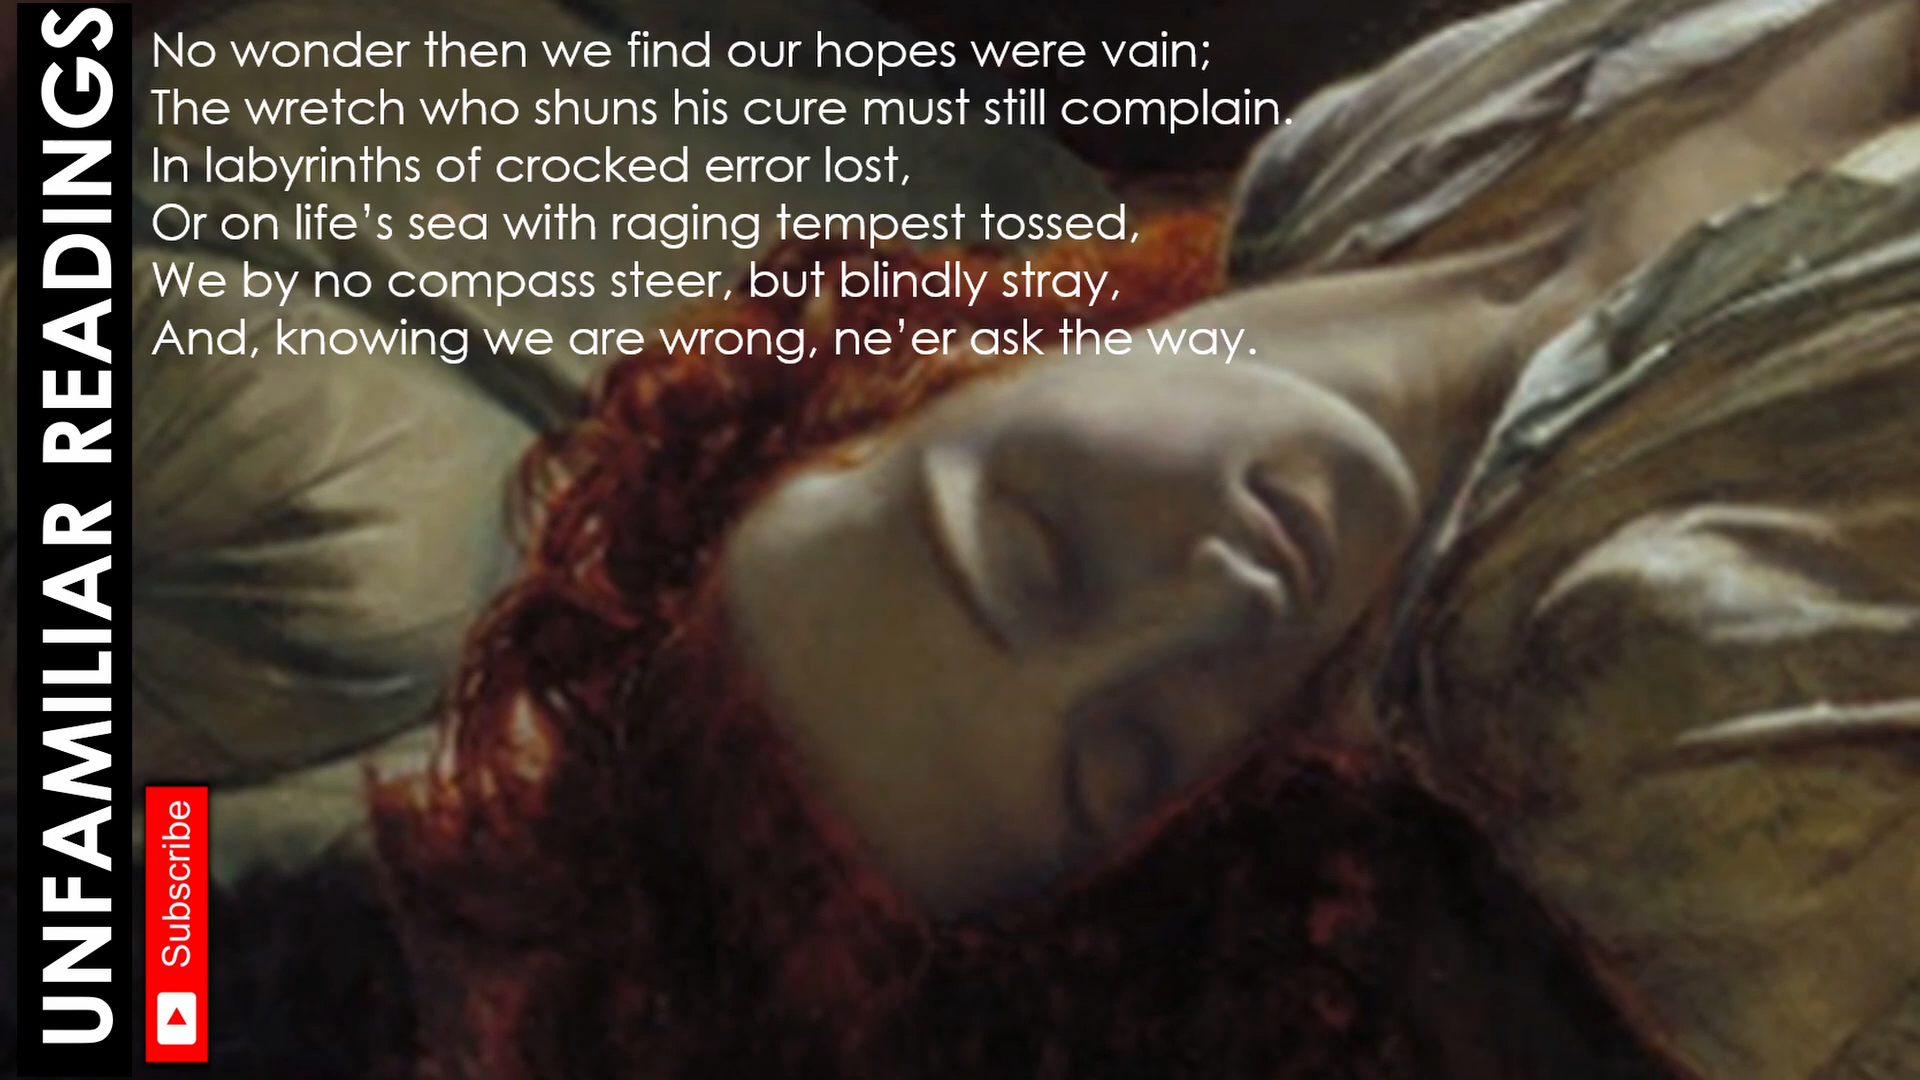 No wonder then we find our hopes were vain;
The wretch who shuns his cure must still complain.
In labyrinths of crocked error lost,
Or on life’s sea with raging tempest tossed,
We by no compass steer, but blindly stray,
And, knowing we are wrong, ne’er ask the way.
UNFAMILIAR READINGS
Subscribe